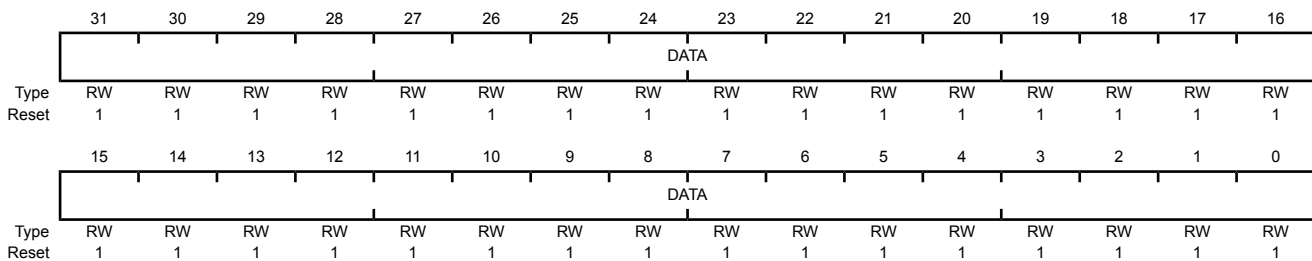 31 30 29 28 27 26 25 24 23 22 21 20 19 18 17 16
DATA
Type RW RW RW RW RW RW RW RW RW RW RW RW RW RW RW RW
Reset 1 1 1 1 1 1 1 1 1 1 1 1 1 1 1 1
15 14 13 12 11 10 9 8 7 6 5 4 3 2 1 0
DATA
Type RW RW RW RW RW RW RW RW RW RW RW RW RW RW RW RW
Reset 1 1 1 1 1 1 1 1 1 1 1 1 1 1 1 1